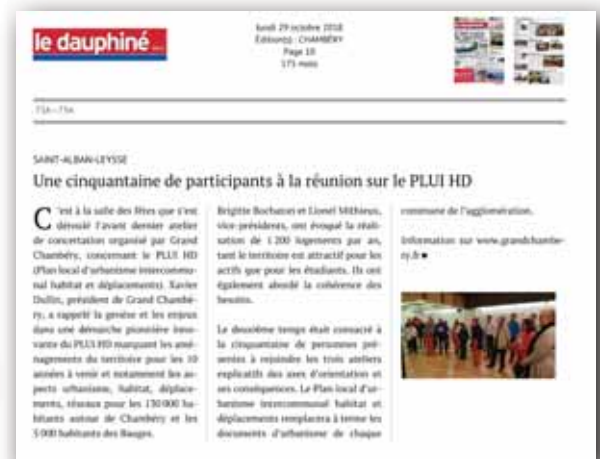 le dauphiné
lundi 29 octobre 2018
Édition(s) : CHAMBÉRY
Page 10
175 mots
73A—73A
SAINT-ALBAN-LEYSSE
Une cinquantaine de participants à la réunion sur le PLUI HD
C'est à la salle des fêtes que s'est
déroulé l'avant dernier atelier
de concertation organisé par Grand
Chambéry, concernant le PLUI HD
(Plan local d'urbanisme intercommu-
nal habitat et déplacements). Xavier
Dullin, président de Grand Chambé-
ry, a rappelé la genèse et les enjeux
dans une démarche pionnière inno-
vante du PLUI HD marquant les amé-
nagements du territoire pour les 10
années à venir et notamment les as-
pects urbanisme, habitat, déplace-
ments, réseaux pour les 130 000 ha-
bitants autour de Chambéry et les
5 000 habitants des Bauges.
Brigitte Bochaton et Lionel Mithieux,
vice-présidents, ont évoqué la réali-
sation de 1 200 logements par an,
tant le territoire est attractif pour les
actifs que pour les étudiants. Ils ont
également abordé la cohérence des
besoins.
Le deuxième temps était consacré à
la cinquantaine de personnes pré-
sentes à rejoindre les trois ateliers
explicatifs des axes d'orientation et
ses conséquences. Le Plan local d'ur-
banisme intercommunal habitat et
déplacements remplacera à terme les
documents d'urbanisme de chaque
commune de l'agglomération.
Information sur www.grandchambe-
ry.fr ■